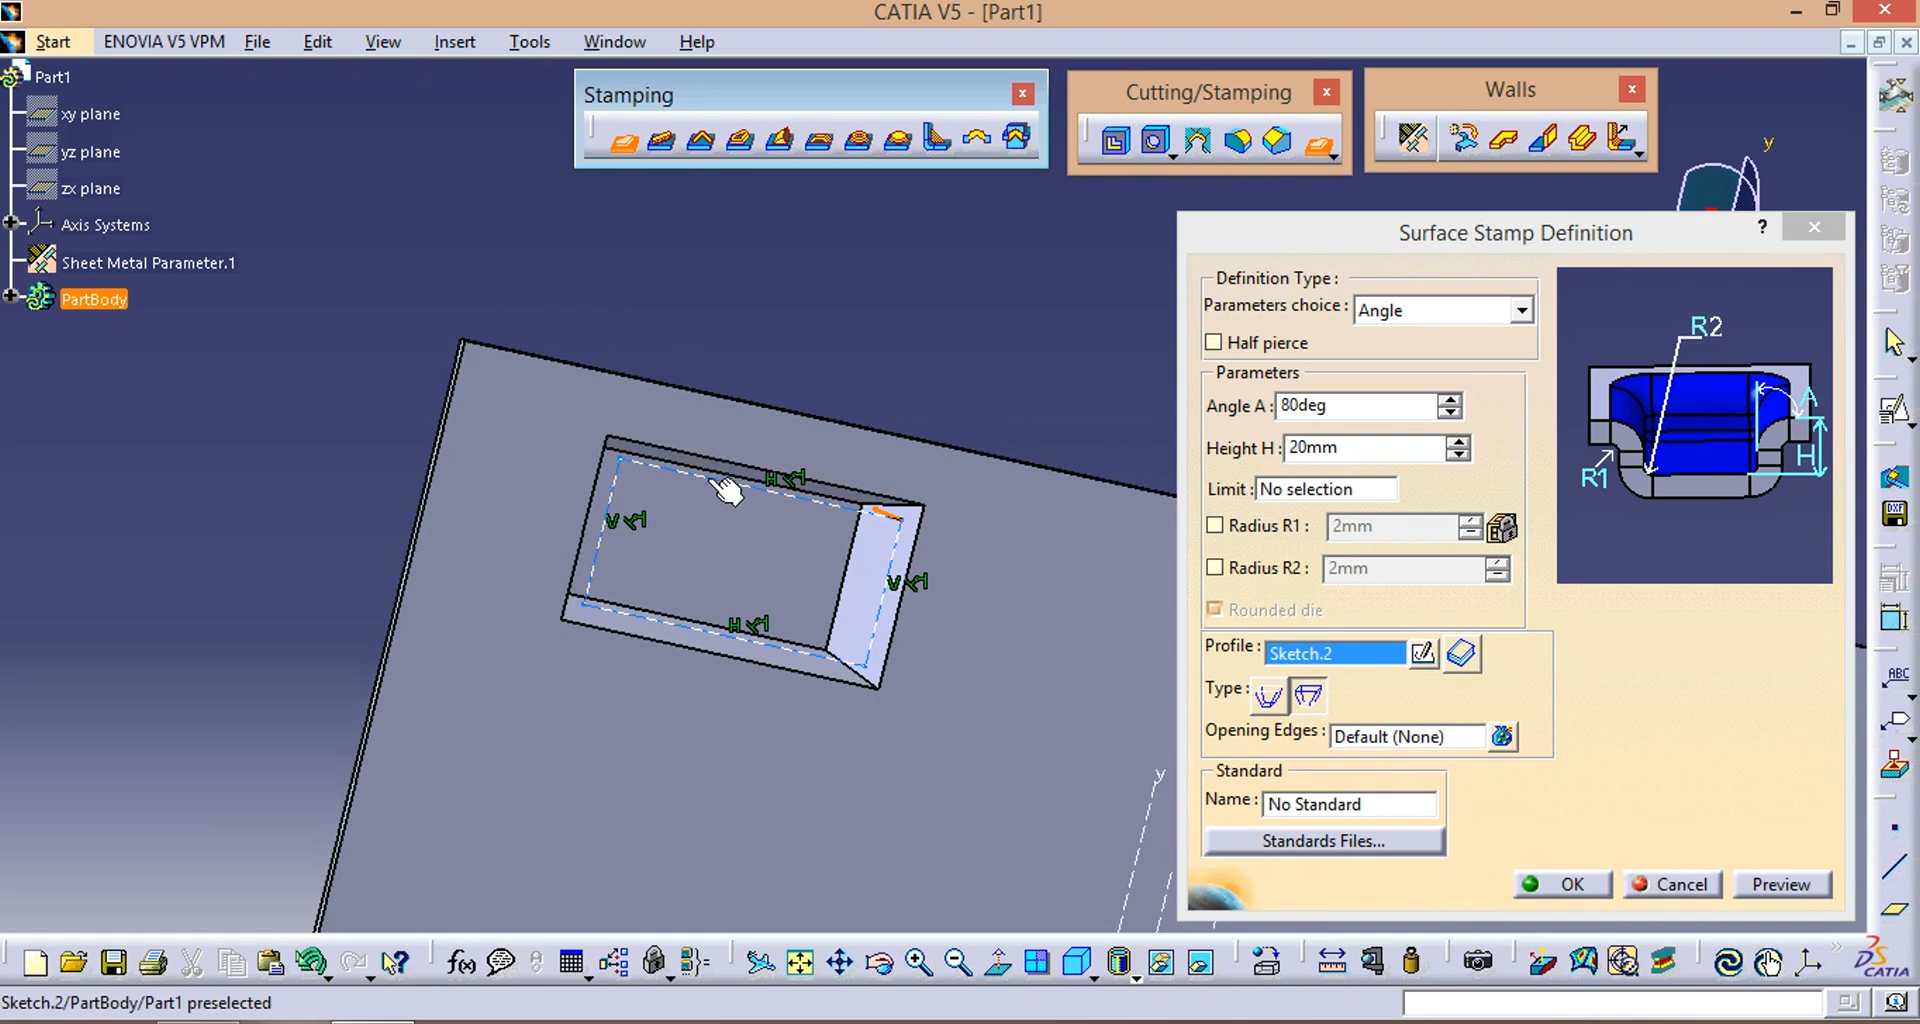 CATIA V5 - [Part1]
Start ENOVIA V5 VPM File Edit View Insert Tools Window Help
Part1
xy plane
yz plane
zx plane
Axis Systems
Sheet Metal Parameter.1
PartBody
Stamping
Cutting/Stamping
Walls
y
Surface Stamp Definition
?
Definition Type :
Parameters choice : Angle
Half pierce
Parameters
Angle A : 80deg
Height H : 20mm
Limit : No selection
Radius R1 : 2mm
Radius R2 : 2mm
Rounded die
Profile : Sketch.2
Type :
Opening Edges : Default (None)
Standard
Name : No Standard
Standards Files...
OK Cancel Preview
R2
A
H
R1
H
V
V
H
y
DXF
ABC
f(x)
CATIA
Sketch.2/PartBody/Part1 preselected